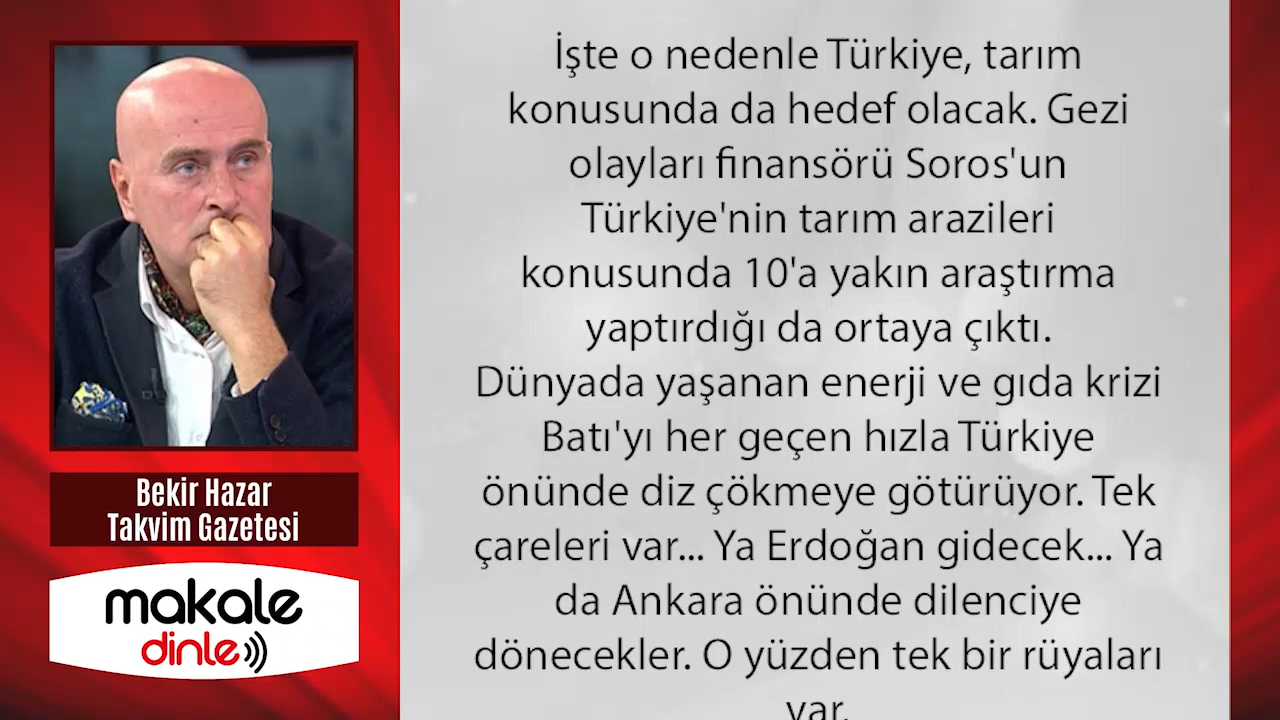 İşte o nedenle Türkiye, tarım
konusunda da hedef olacak. Gezi
olayları finansörü Soros'un
Türkiye'nin tarım arazileri
konusunda 10'a yakın araştırma
yaptırdığı da ortaya çıktı.
Dünyada yaşanan enerji ve gıda krizi
Batı'yı her geçen hızla Türkiye
önünde diz çökmeye götürüyor. Tek
çareleri var... Ya Erdoğan gidecek... Ya
da Ankara önünde dilenciye
dönecekler. O yüzden tek bir rüyaları
var.
Bekir Hazar
Takvim Gazetesi
makale
dinle